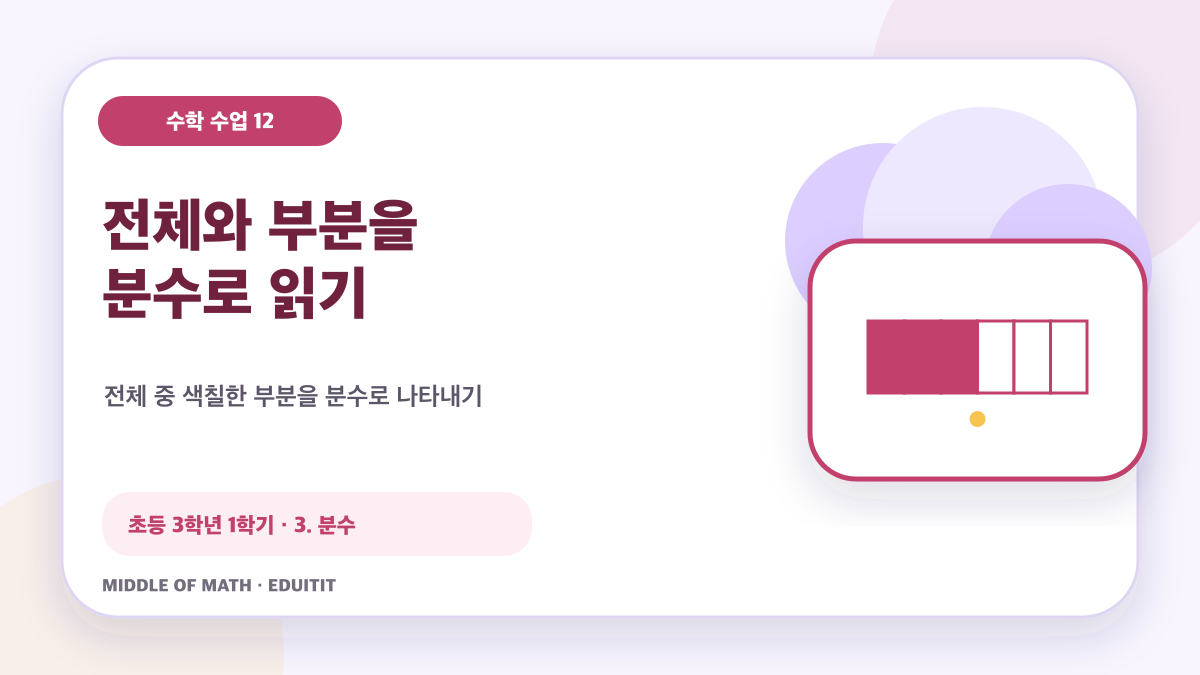 수학 수업 12
전체와 부분을
분수로 읽기
전체 중 색칠한 부분을 분수로 나타내기
초등 3학년 1학기 · 3. 분수
MIDDLE OF MATH · EDUITIT